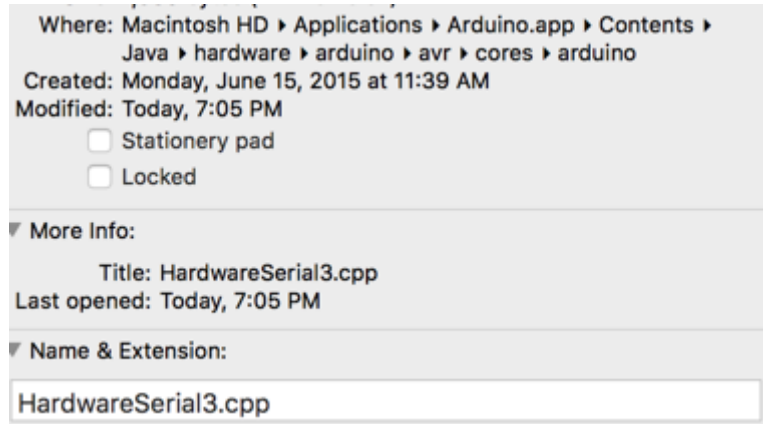 Where: Macintosh HD ▸ Applications ▸ Arduino.app ▸ Contents ▸
Java ▸ hardware ▸ arduino ▸ avr ▸ cores ▸ arduino
Created: Monday, June 15, 2015 at 11:39 AM
Modified: Today, 7:05 PM
Stationery pad
Locked
More Info:
Title: HardwareSerial3.cpp
Last opened: Today, 7:05 PM
Name & Extension:
HardwareSerial3.cpp